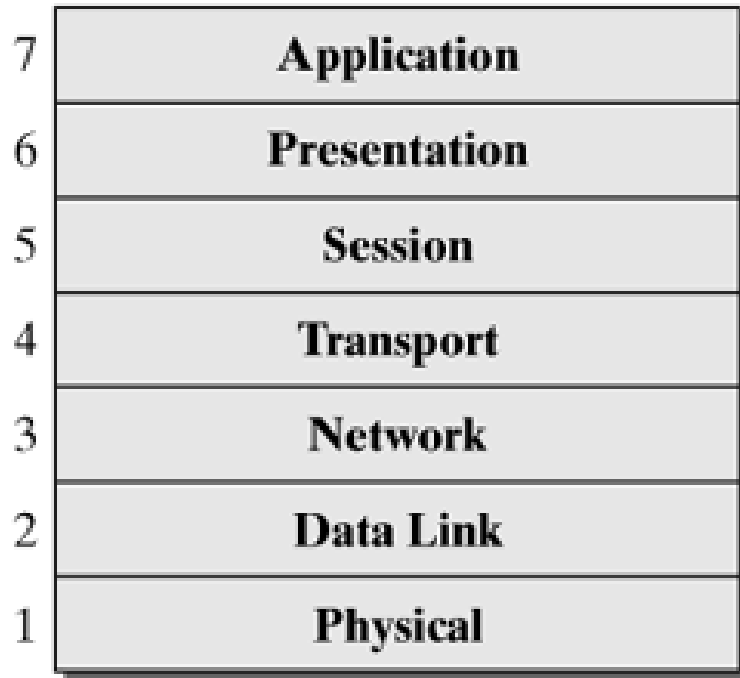 7 Application
6 Presentation
5 Session
4 Transport
3 Network
2 Data Link
1 Physical